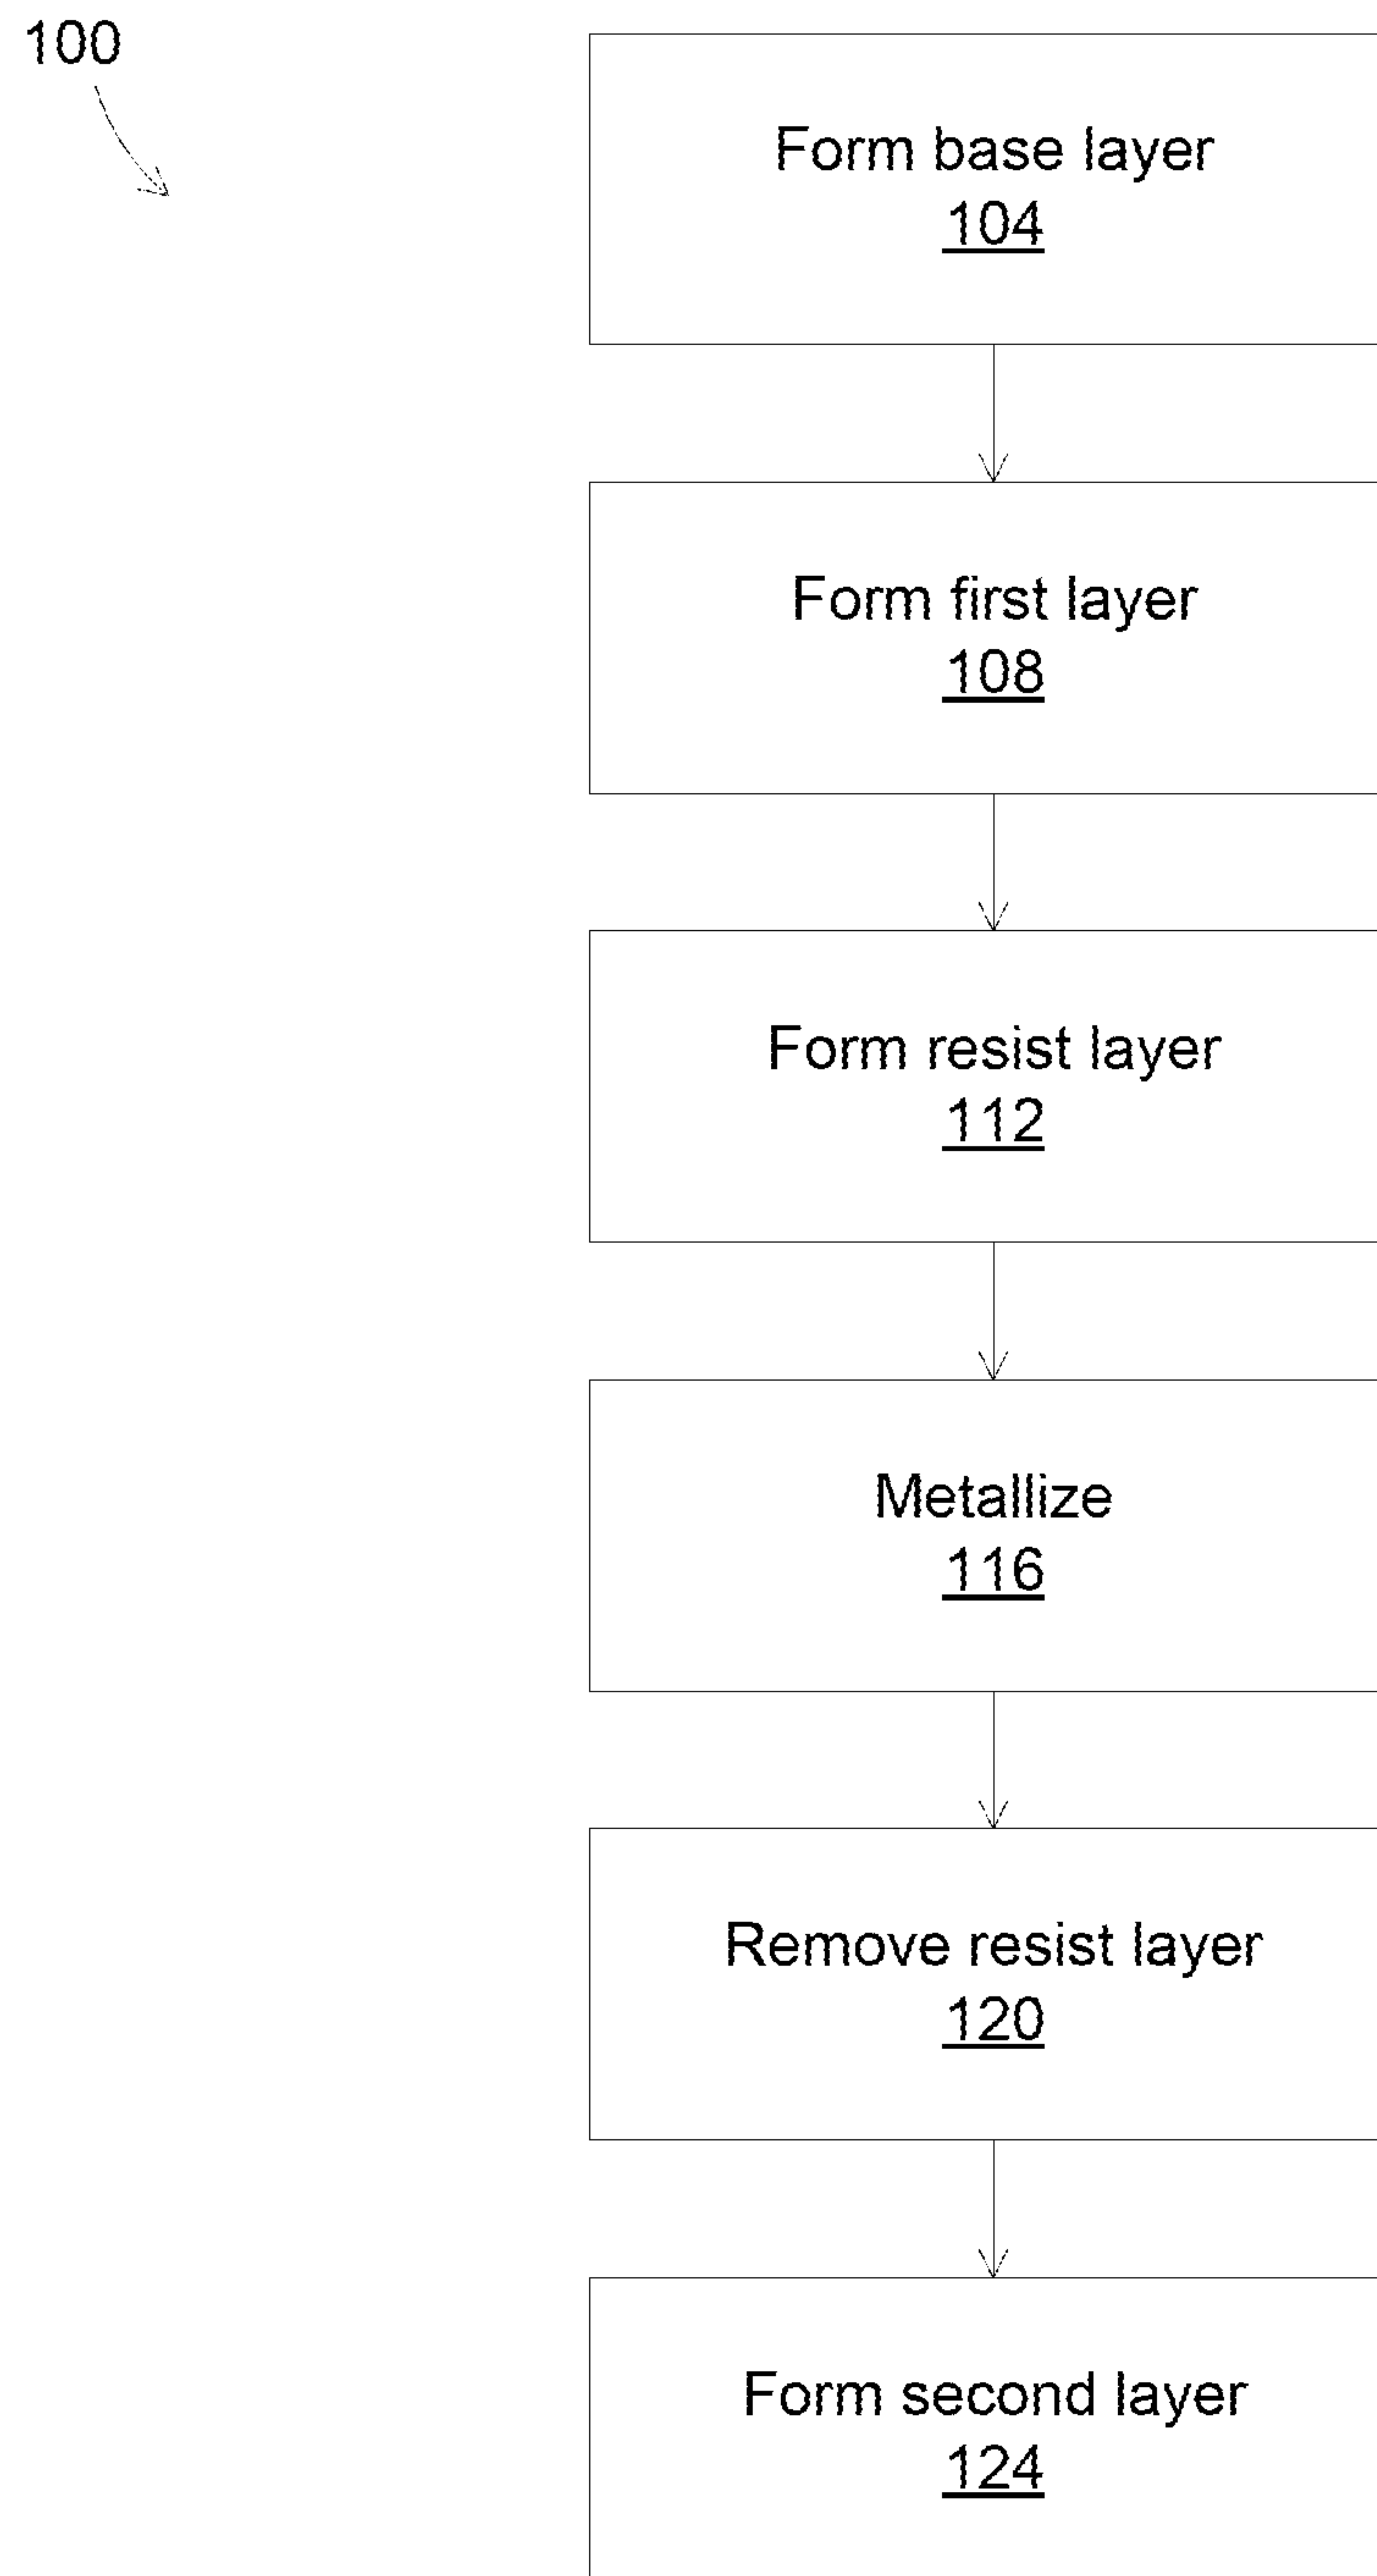 100
Form base layer
104
Form first layer
108
Form resist layer
112
Metallize
116
Remove resist layer
120
Form second layer
124